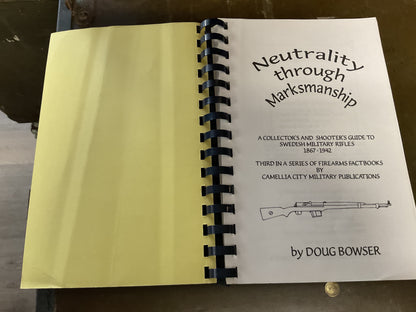 Neutrality
through
Marksmanship
A COLLECTOR'S AND SHOOTER'S GUIDE TO
SWEDISH MILITARY RIFLES
1867-1942
THIRD IN A SERIES OF FIREARMS FACTBOOKS
BY
CAMELLIA CITY MILITARY PUBLICATIONS
by DOUG BOWSER